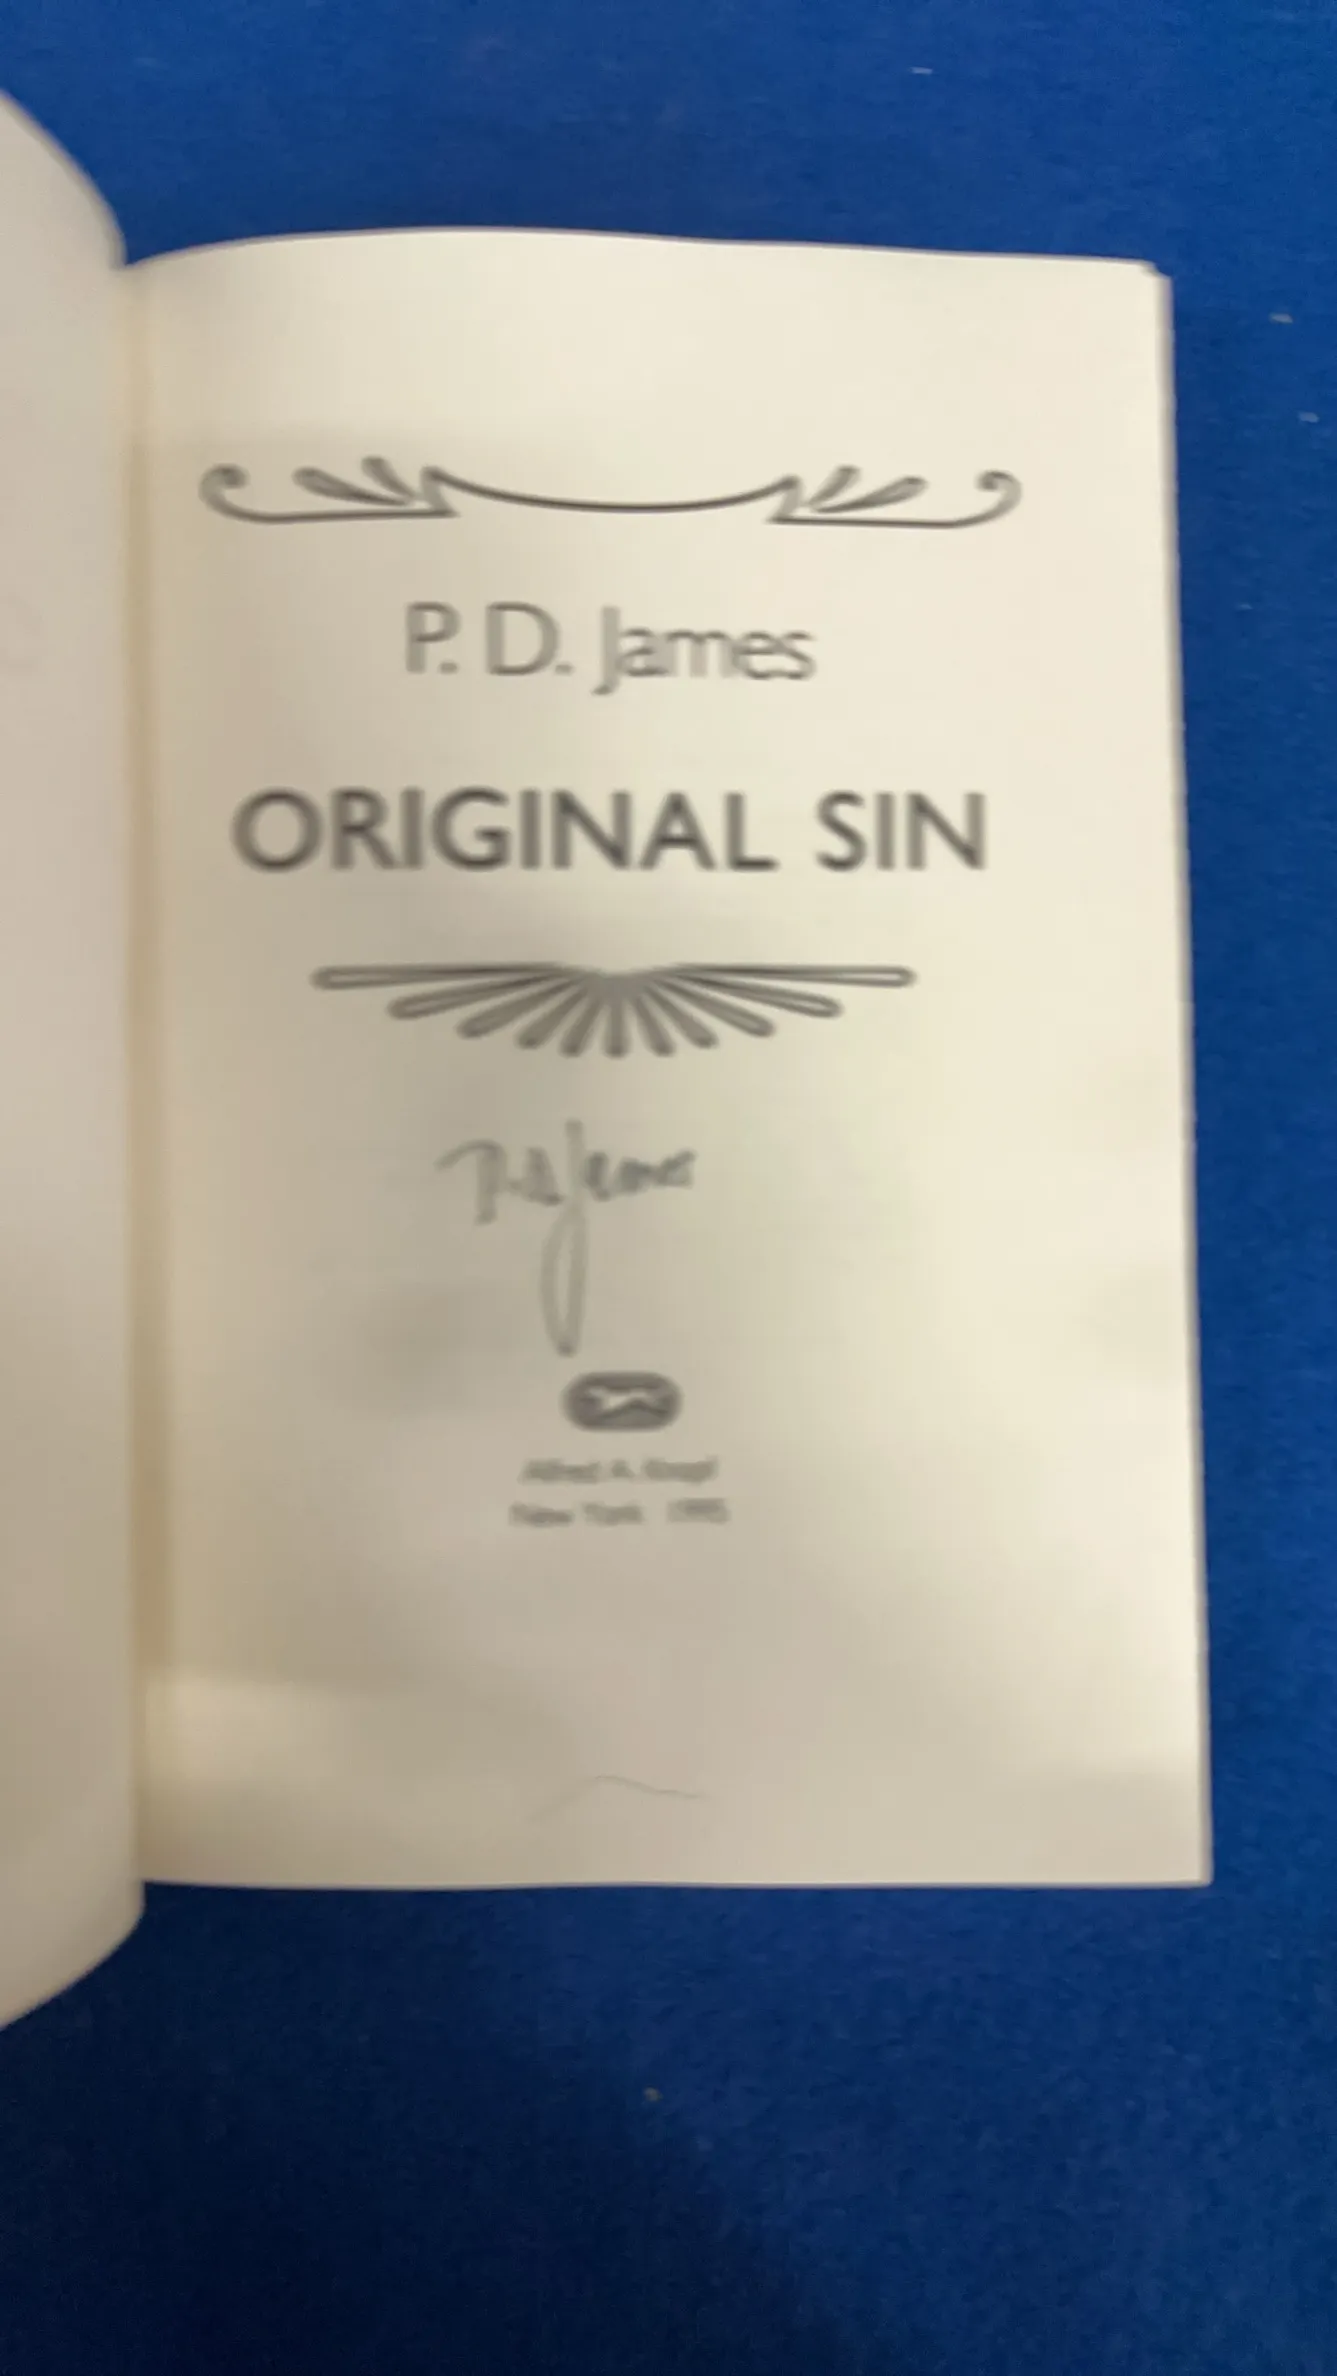 P. D. James
ORIGINAL SIN
P. D. James
Alfred A. Knopf
New York 1995